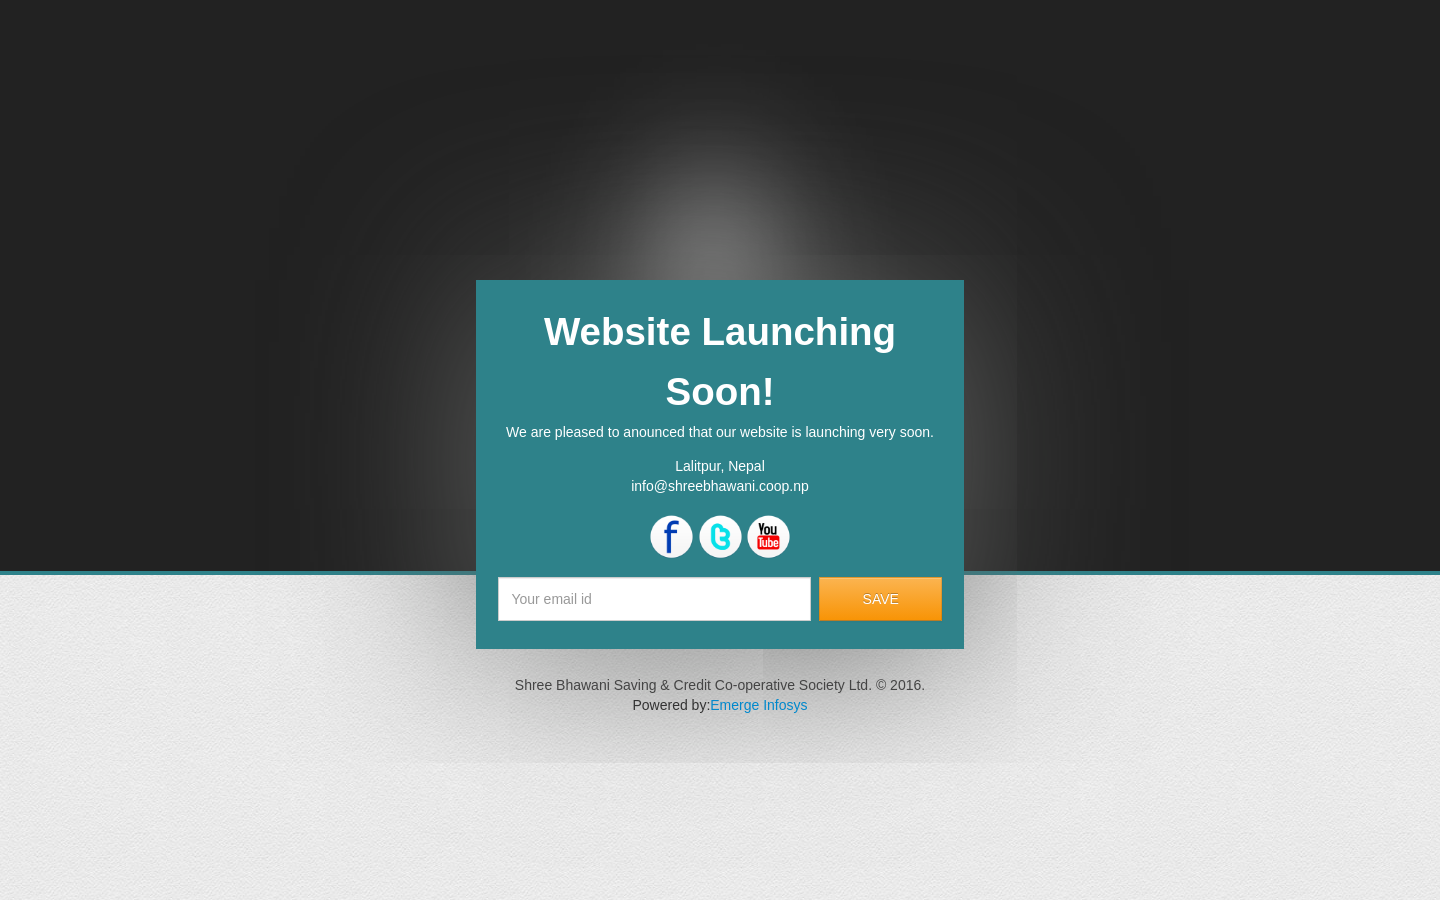 Website Launching
Soon!
We are pleased to anounced that our website is launching very soon.
Lalitpur, Nepal
info@shreebhawani.coop.np
f t You Tube
Your email id SAVE
Shree Bhawani Saving & Credit Co-operative Society Ltd. © 2016.
Powered by:Emerge Infosys